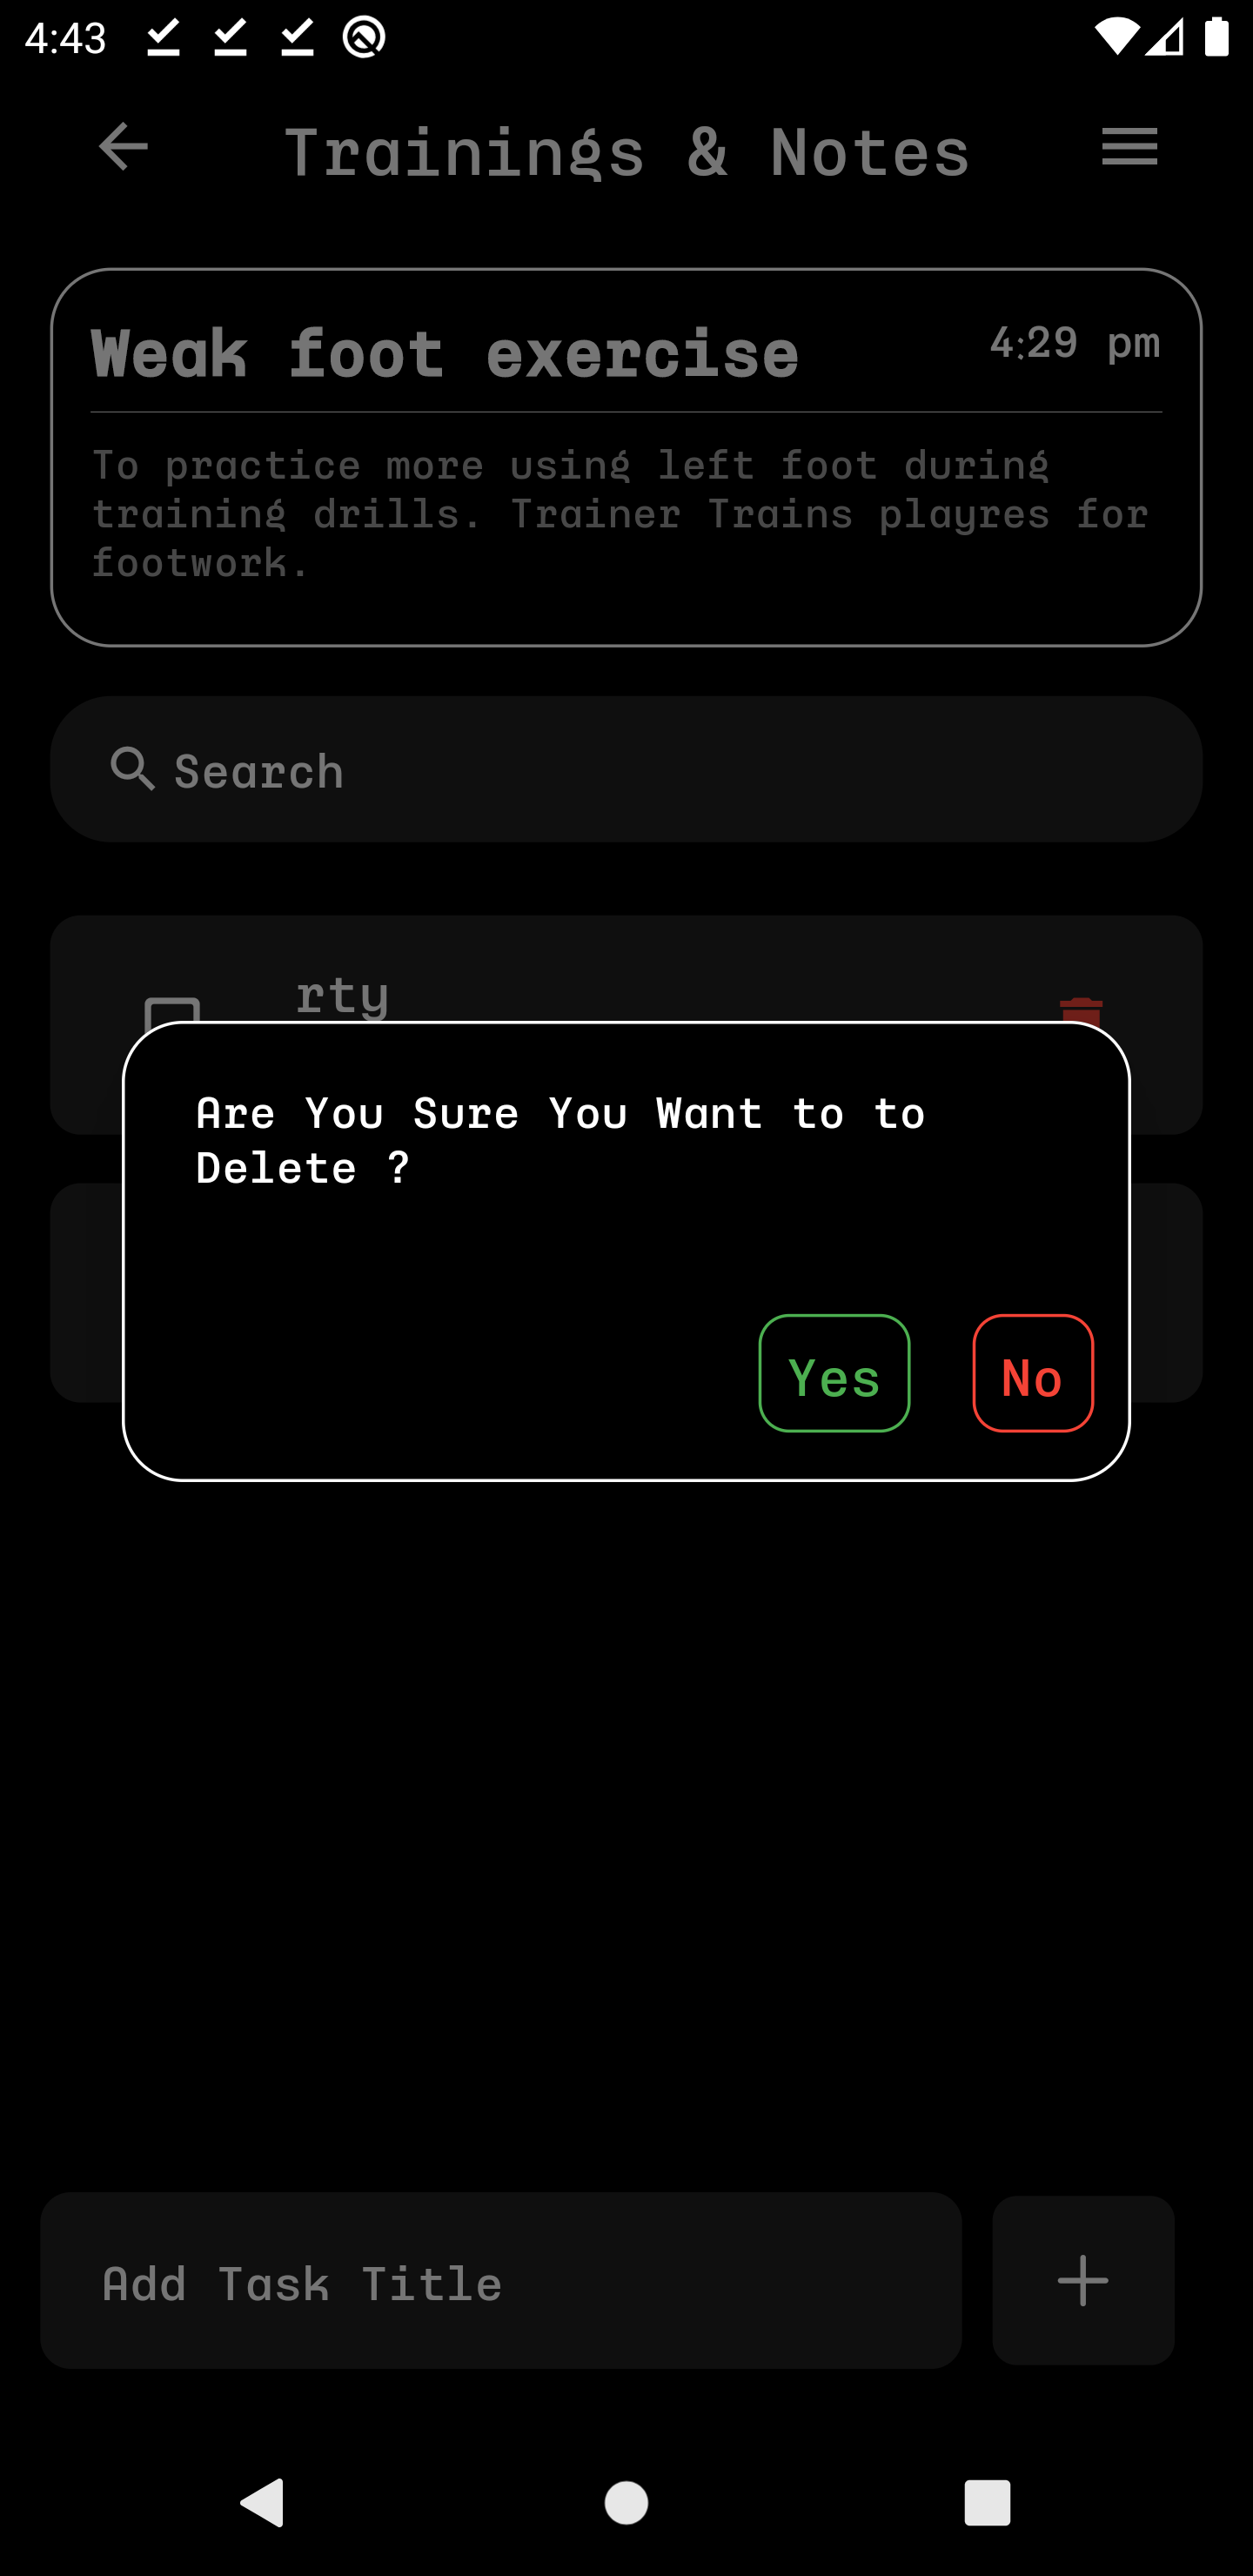 4:43
Trainings & Notes
Weak foot exercise
4:29 pm
To practice more using left foot during
training drills. Trainer Trains playres for
footwork.
Search
rty
Are You Sure You Want to to
Delete ?
Yes
No
Add Task Title